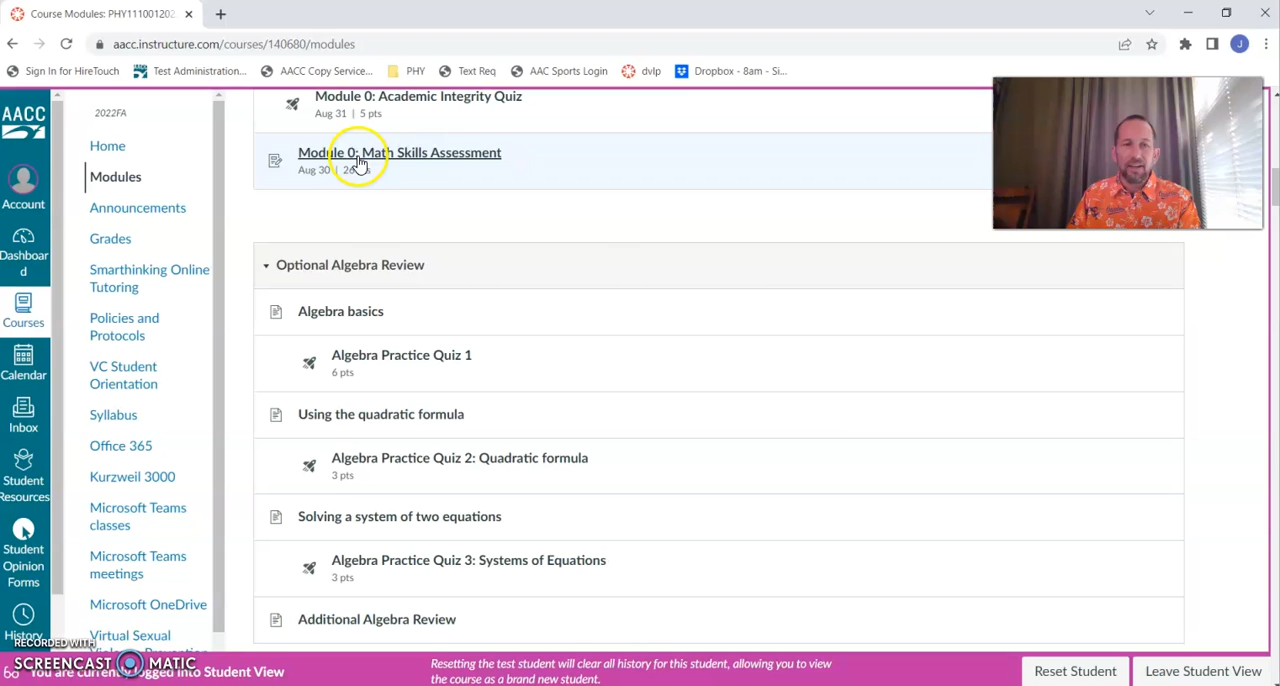 Course Modules: PHY111001202
aacc.instructure.com/courses/140680/modules
J
Sign In for HireTouch
Test Administration...
AACC Copy Service...
PHY
Text Req
AAC Sports Login
dvlp
Dropbox - 8am - Si...
AACC
Account
Dashboar
d
Courses
Calendar
Inbox
Student
Resources
Student
Opinion
Forms
History
2022FA
Home
Modules
Announcements
Grades
Smarthinking Online
Tutoring
Policies and
Protocols
VC Student
Orientation
Syllabus
Office 365
Kurzweil 3000
Microsoft Teams
classes
Microsoft Teams
meetings
Microsoft OneDrive
Virtual Sexual
Module 0: Academic Integrity Quiz
Aug 31 | 5 pts
Module 0: Math Skills Assessment
Aug 30 |
Optional Algebra Review
Algebra basics
Algebra Practice Quiz 1
6 pts
Using the quadratic formula
Algebra Practice Quiz 2: Quadratic formula
3 pts
Solving a system of two equations
Algebra Practice Quiz 3: Systems of Equations
3 pts
Additional Algebra Review
RECORDED WITH
SCREENCAST MATIC
You are currently logged into Student View
Resetting the test student will clear all history for this student, allowing you to view
the course as a brand new student.
Reset Student
Leave Student View